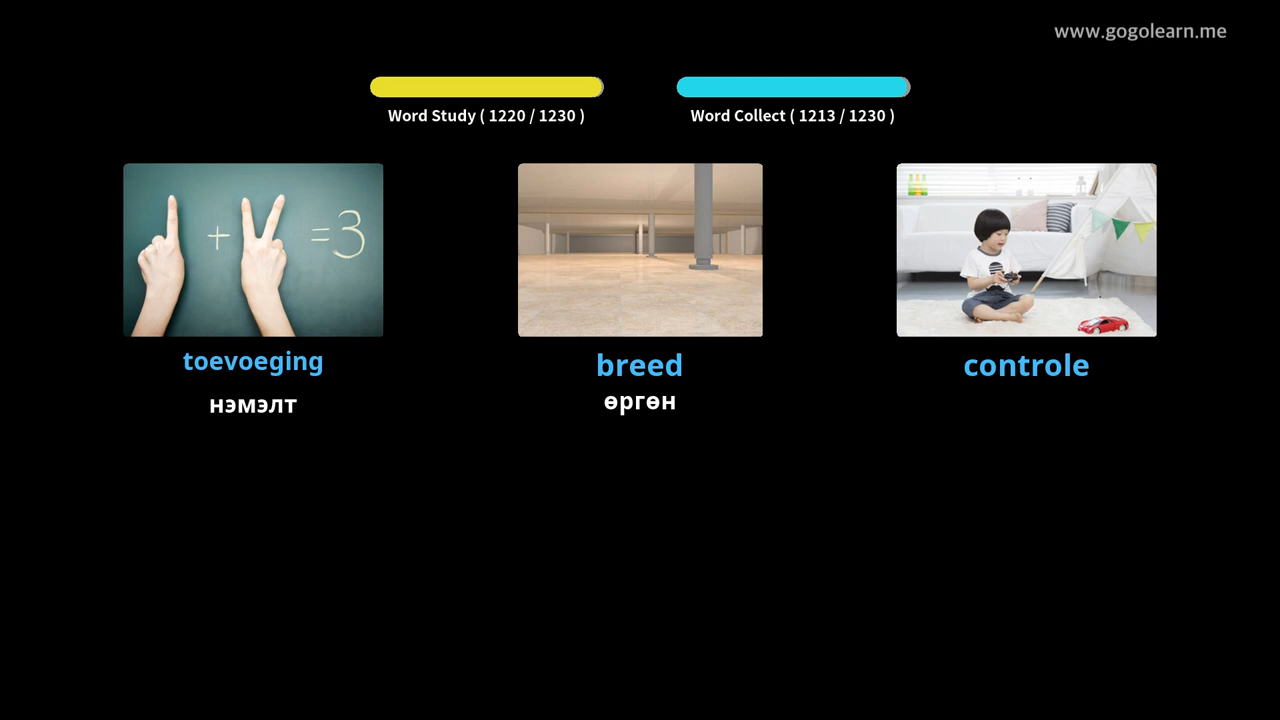 www.gogolearn.me
Word Study ( 1220 / 1230 )
Word Collect ( 1213 / 1230 )
+ =3
toevoeging
breed
controle
нэмэлт
өргөн